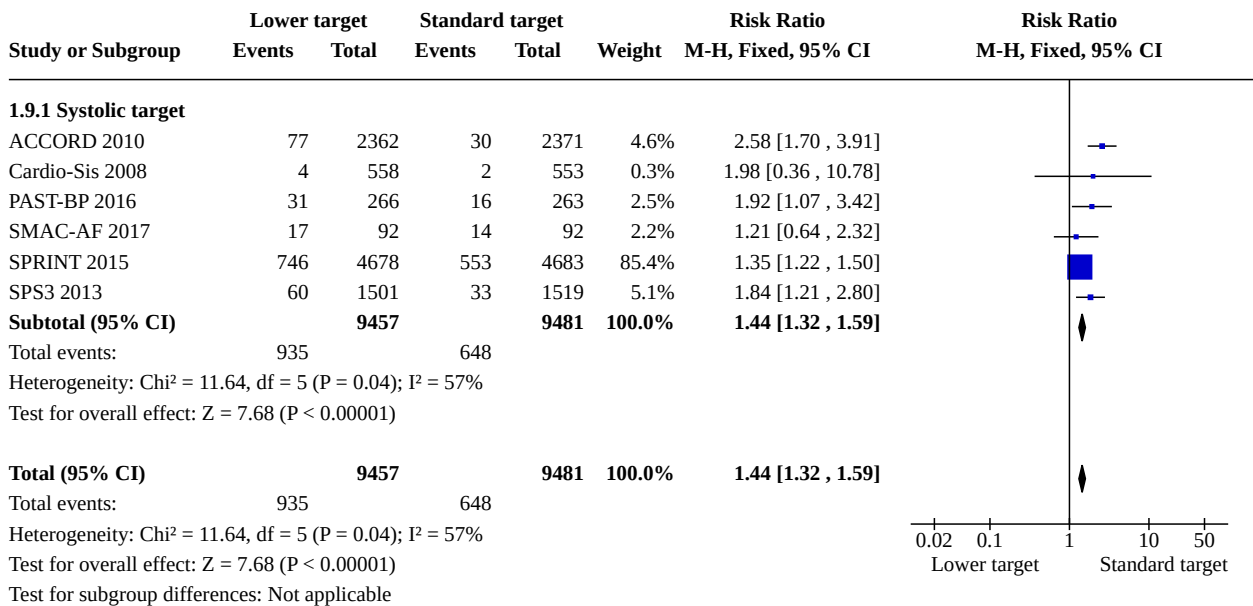 Lower target Standard target Risk Ratio Risk Ratio
Study or Subgroup Events Total Events Total Weight M-H, Fixed, 95% CI M-H, Fixed, 95% CI
1.9.1 Systolic target
ACCORD 2010 77 2362 30 2371 4.6% 2.58 [1.70 , 3.91]
Cardio-Sis 2008 4 558 2 553 0.3% 1.98 [0.36 , 10.78]
PAST-BP 2016 31 266 16 263 2.5% 1.92 [1.07 , 3.42]
SMAC-AF 2017 17 92 14 92 2.2% 1.21 [0.64 , 2.32]
SPRINT 2015 746 4678 553 4683 85.4% 1.35 [1.22 , 1.50]
SPS3 2013 60 1501 33 1519 5.1% 1.84 [1.21 , 2.80]
Subtotal (95% CI) 9457 9481 100.0% 1.44 [1.32 , 1.59]
Total events: 935 648
Heterogeneity: Chi² = 11.64, df = 5 (P = 0.04); I² = 57%
Test for overall effect: Z = 7.68 (P < 0.00001)
Total (95% CI) 9457 9481 100.0% 1.44 [1.32 , 1.59]
Total events: 935 648
Heterogeneity: Chi² = 11.64, df = 5 (P = 0.04); I² = 57%
0.02 0.1 1 10 50
Test for overall effect: Z = 7.68 (P < 0.00001) Lower target Standard target
Test for subgroup differences: Not applicable